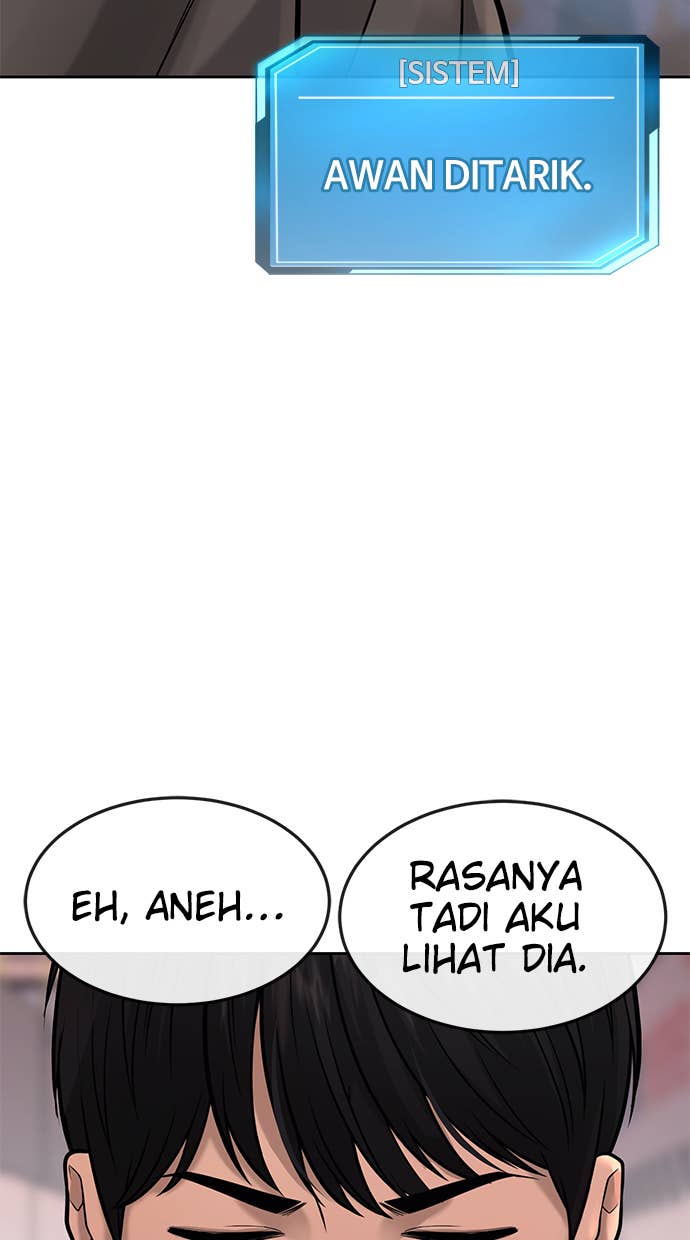 [SISTEM]
AWAN DITARIK.
EH, ANEH...
RASANYA
TADI AKU
LIHAT DIA.